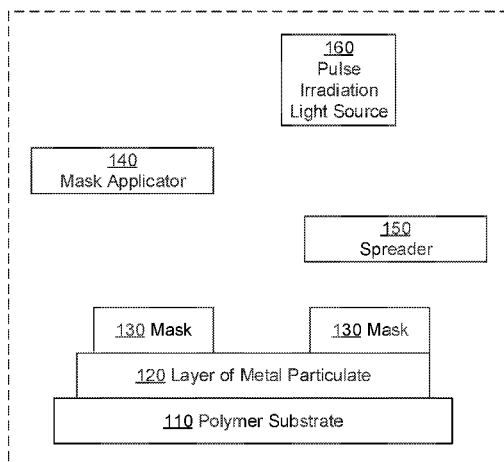 160
Pulse
Irradiation
Light Source
140
Mask Applicator
150
Spreader
130 Mask
130 Mask
120 Layer of Metal Particulate
110 Polymer Substrate